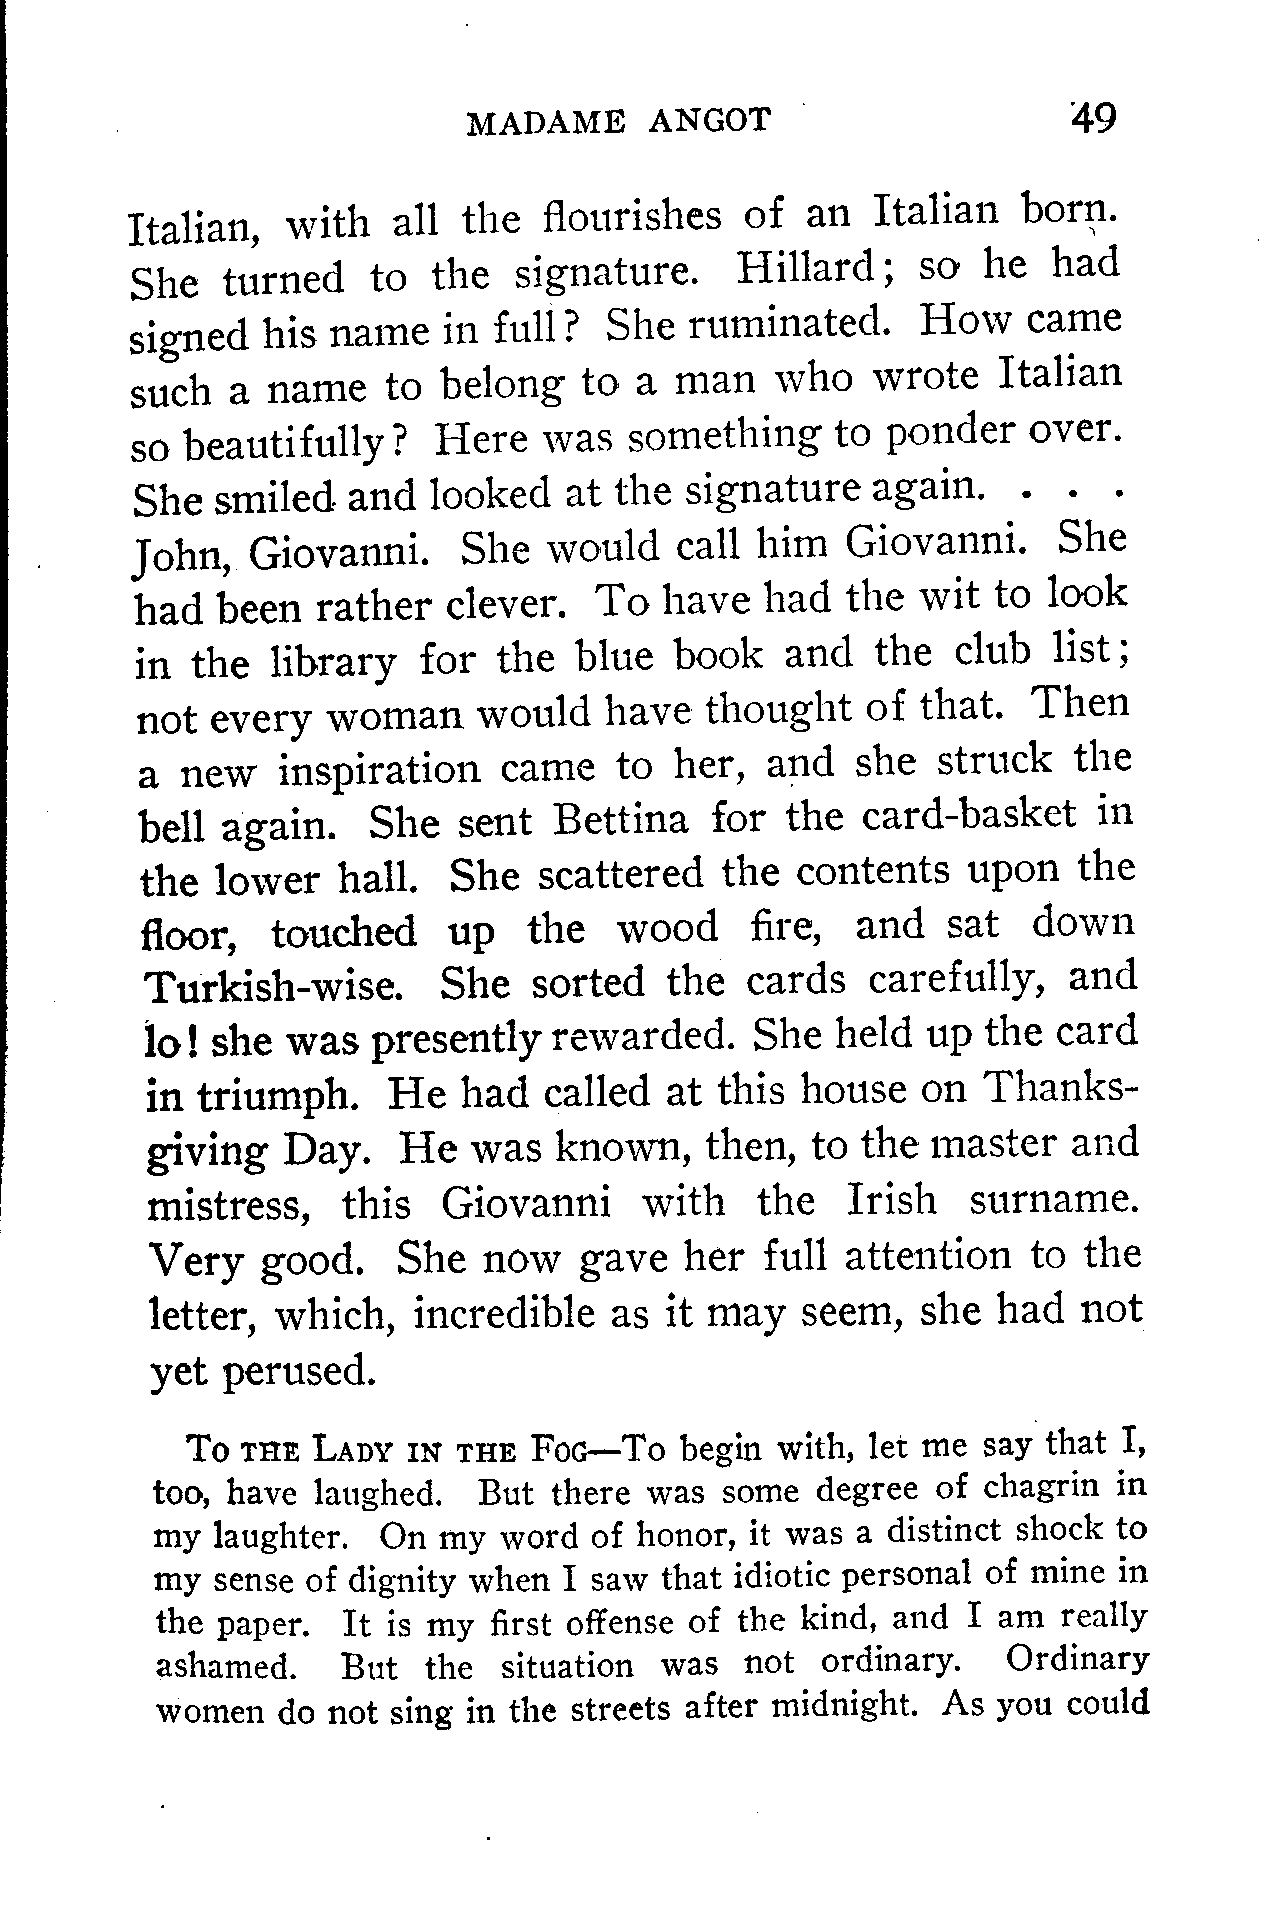 MADAME ANGOT 49
Italian, with all the flourishes of an Italian born.
She turned to the signature. Hillard; so he had
signed his name in full? She ruminated. How came
such a name to belong to a man who wrote Italian
so beautifully? Here was something to ponder over.
She smiled and looked at the signature again. . . .
John, Giovanni. She would call him Giovanni. She
had been rather clever. To have had the wit to look
in the library for the blue book and the club list;
not every woman would have thought of that. Then
a new inspiration came to her, and she struck the
bell again. She sent Bettina for the card-basket in
the lower hall. She scattered the contents upon the
floor, touched up the wood fire, and sat down
Turkish-wise. She sorted the cards carefully, and
lo! she was presently rewarded. She held up the card
in triumph. He had called at this house on Thanks-
giving Day. He was known, then, to the master and
mistress, this Giovanni with the Irish surname.
Very good. She now gave her full attention to the
letter, which, incredible as it may seem, she had not
yet perused.
To the Lady in the Fog—To begin with, let me say that I,
too, have laughed. But there was some degree of chagrin in
my laughter. On my word of honor, it was a distinct shock to
my sense of dignity when I saw that idiotic personal of mine in
the paper. It is my first offense of the kind, and I am really
ashamed. But the situation was not ordinary. Ordinary
women do not sing in the streets after midnight. As you could